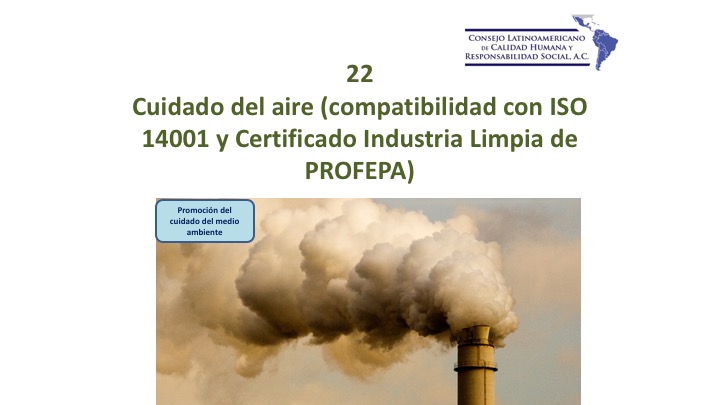 CONSEJO LATINOAMERICANO
DE CALIDAD HUMANA Y
RESPONSABILIDAD SOCIAL, A.C.
22
Cuidado del aire (compatibilidad con ISO
14001 y Certificado Industria Limpia de
PROFEPA)
Promoción del
cuidado del medio
ambiente